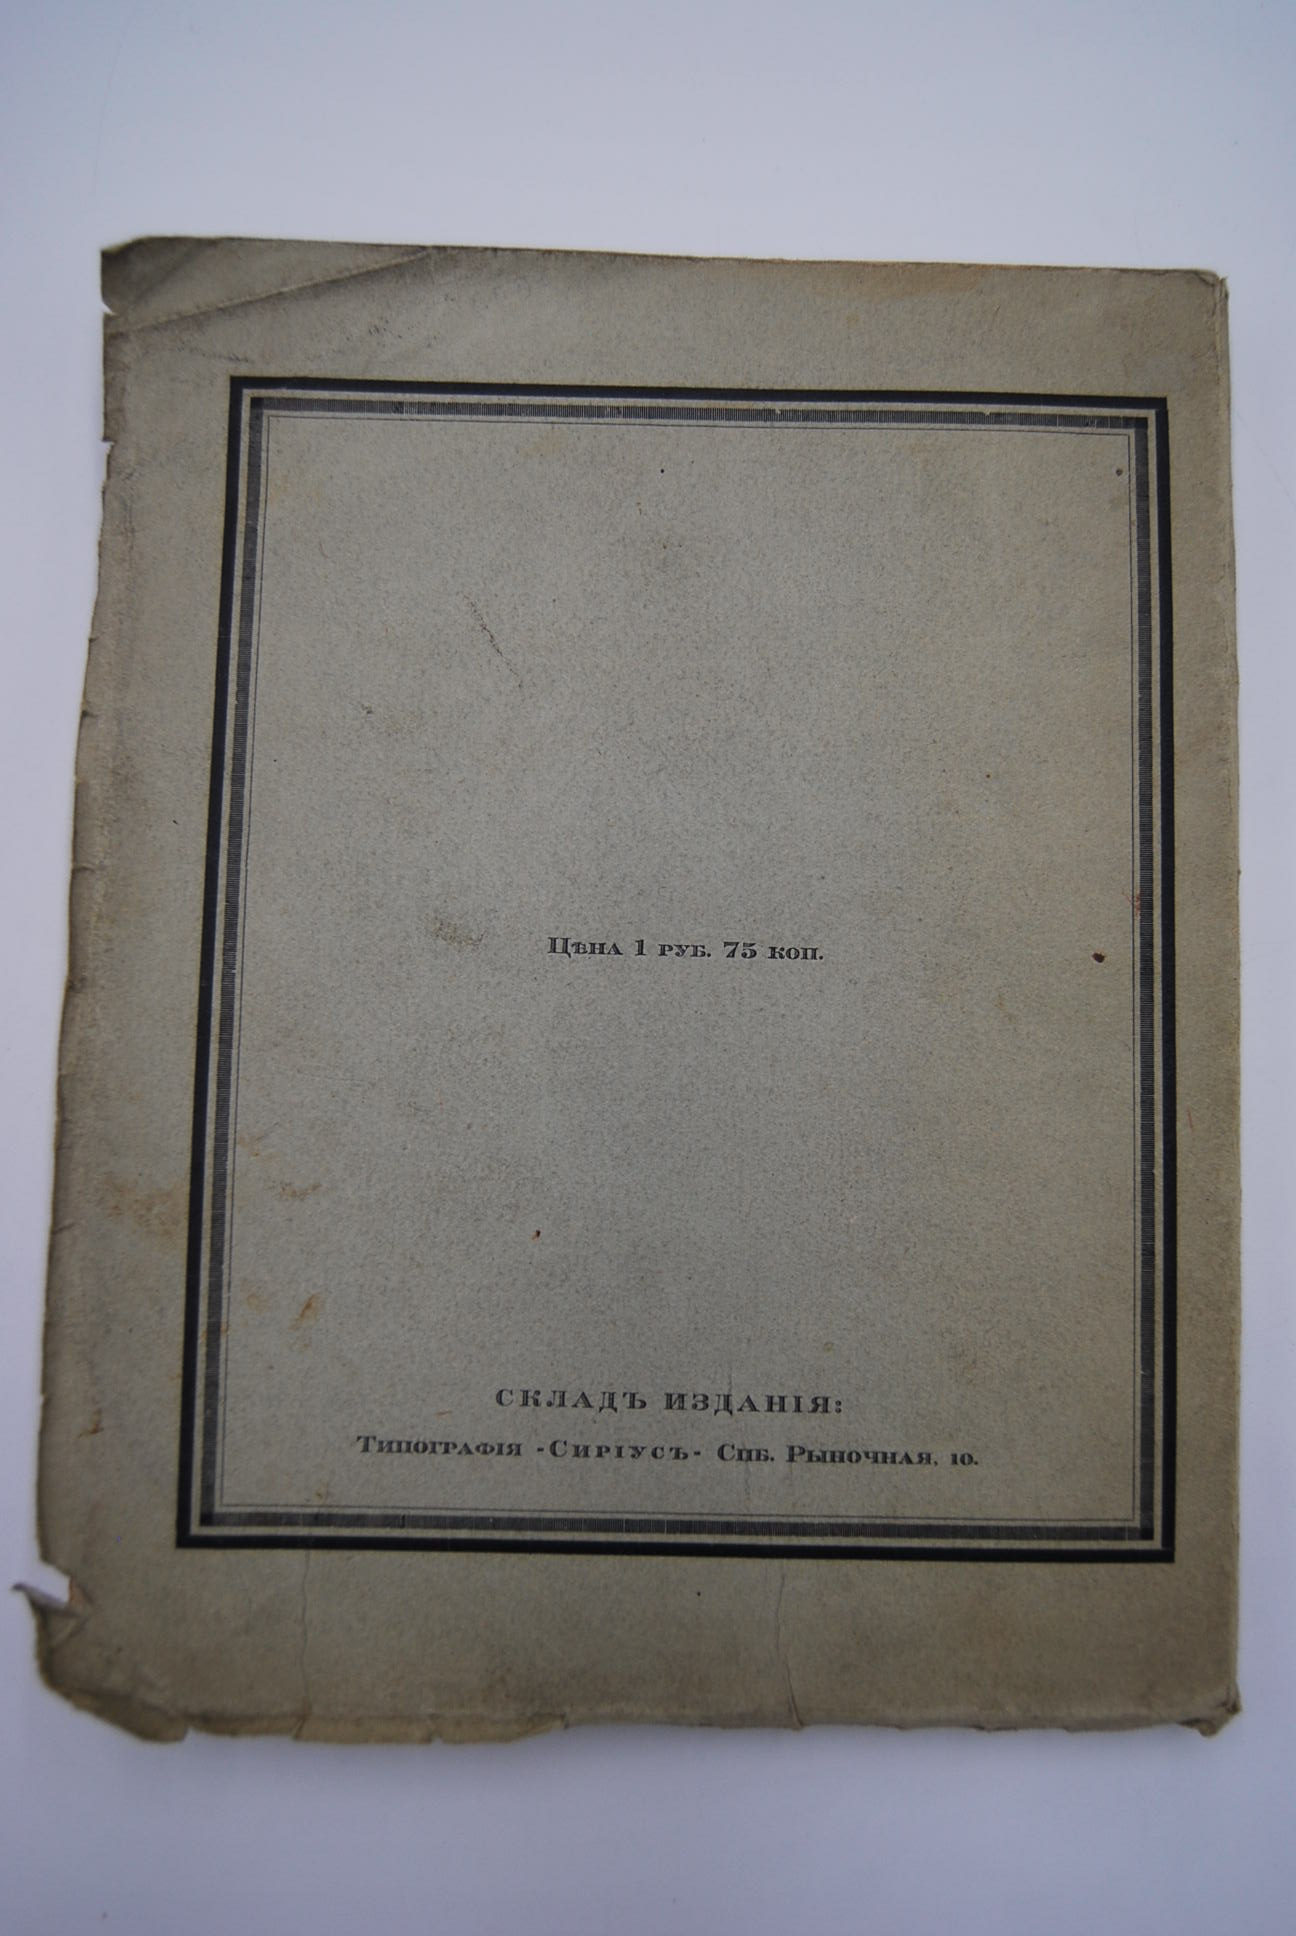 Цѣна 1 руб. 75 коп.
СКЛАДЪ ИЗДАНІЯ:
Типографія -Сиріусъ- Спб. Рыночная, 10.